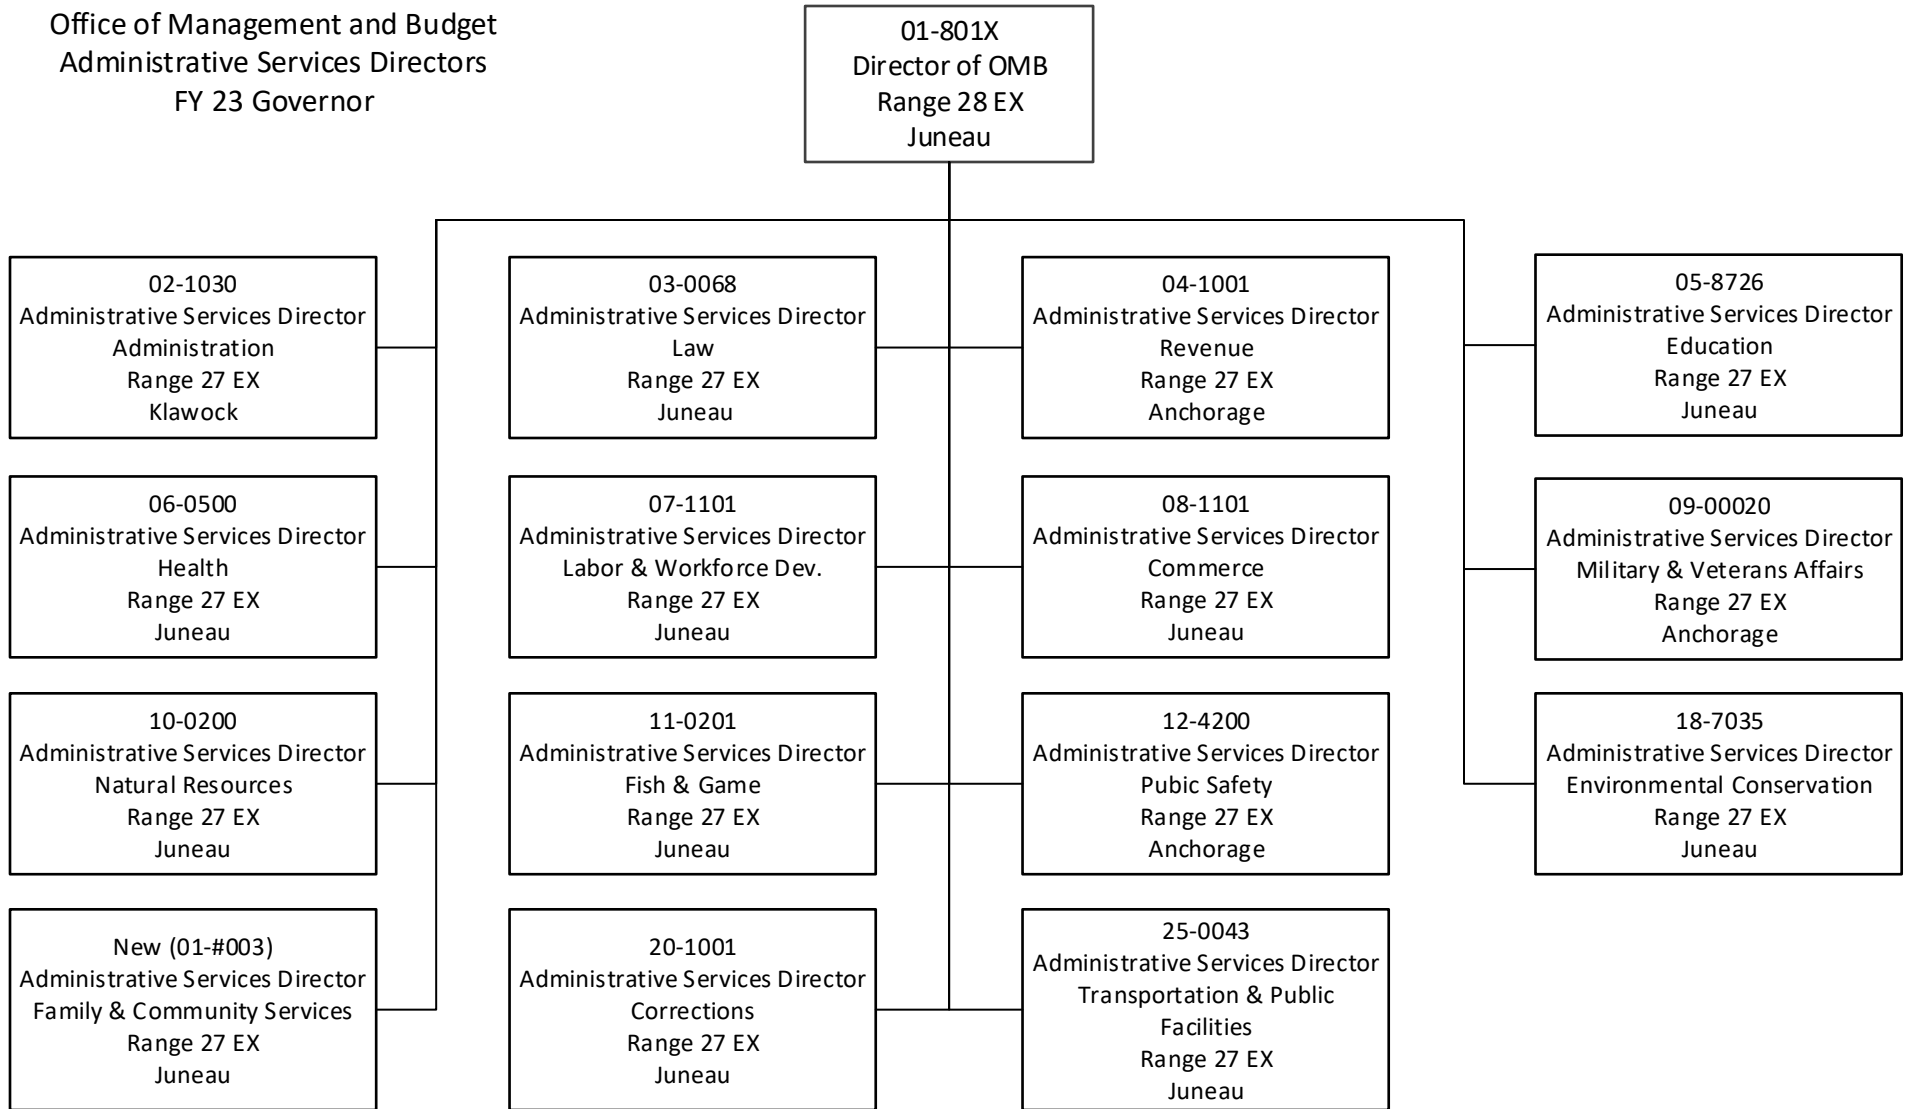 Office of Management and Budget
Administrative Services Directors
FY 23 Governor
01-801X
Director of OMB
Range 28 EX
Juneau
02-1030
Administrative Services Director
Administration
Range 27 EX
Klawock
03-0068
Administrative Services Director
Law
Range 27 EX
Juneau
04-1001
Administrative Services Director
Revenue
Range 27 EX
Anchorage
05-8726
Administrative Services Director
Education
Range 27 EX
Juneau
06-0500
Administrative Services Director
Health
Range 27 EX
Juneau
07-1101
Administrative Services Director
Labor & Workforce Dev.
Range 27 EX
Juneau
08-1101
Administrative Services Director
Commerce
Range 27 EX
Juneau
09-00020
Administrative Services Director
Military & Veterans Affairs
Range 27 EX
Anchorage
10-0200
Administrative Services Director
Natural Resources
Range 27 EX
Juneau
11-0201
Administrative Services Director
Fish & Game
Range 27 EX
Juneau
12-4200
Administrative Services Director
Pubic Safety
Range 27 EX
Anchorage
18-7035
Administrative Services Director
Environmental Conservation
Range 27 EX
Juneau
New (01-#003)
Administrative Services Director
Family & Community Services
Range 27 EX
Juneau
20-1001
Administrative Services Director
Corrections
Range 27 EX
Juneau
25-0043
Administrative Services Director
Transportation & Public
Facilities
Range 27 EX
Juneau